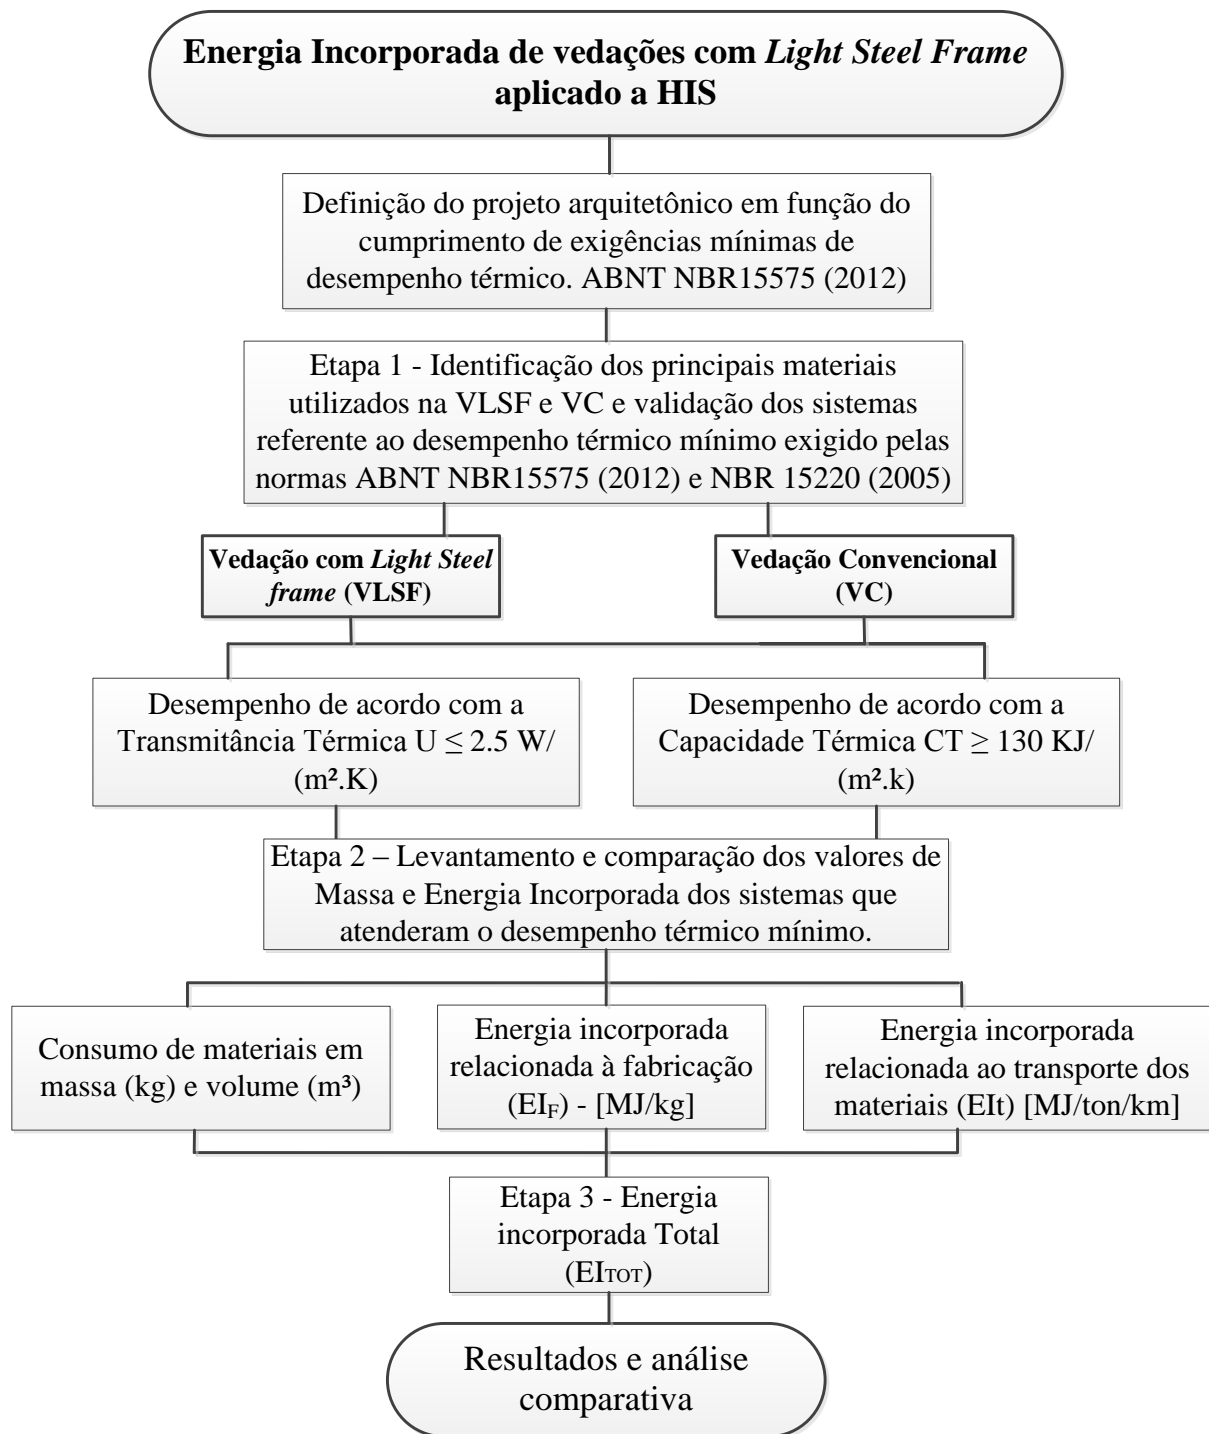 Energia Incorporada de vedações com Light Steel Frame
aplicado a HIS
Definição do projeto arquitetônico em função do
cumprimento de exigências mínimas de
desempenho térmico. ABNT NBR15575 (2012)
Etapa 1 - Identificação dos principais materiais
utilizados na VLSF e VC e validação dos sistemas
referente ao desempenho térmico mínimo exigido pelas
normas ABNT NBR15575 (2012) e NBR 15220 (2005)
Vedação com Light Steel
frame (VLSF)
Vedação Convencional
(VC)
Desempenho de acordo com a
Transmitância Térmica U ≤ 2.5 W/
(m².K)
Desempenho de acordo com a
Capacidade Térmica CT ≥ 130 KJ/
(m².k)
Etapa 2 – Levantamento e comparação dos valores de
Massa e Energia Incorporada dos sistemas que
atenderam o desempenho térmico mínimo.
Consumo de materiais em
massa (kg) e volume (m³)
Energia incorporada
relacionada à fabricação
(EIF) - [MJ/kg]
Energia incorporada
relacionada ao transporte dos
materiais (EIt) [MJ/ton/km]
Etapa 3 - Energia
incorporada Total
(EITOT)
Resultados e análise
comparativa